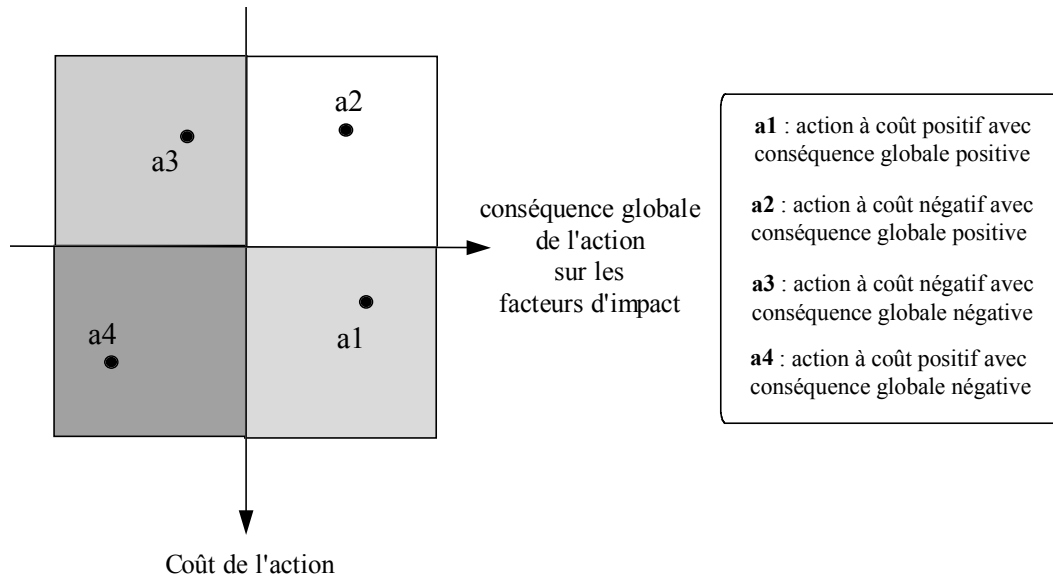 a2
a3
a4
a1
conséquence globale
de l'action
sur les
facteurs d'impact
Coût de l'action
a1 : action à coût positif avec
conséquence globale positive
a2 : action à coût négatif avec
conséquence globale positive
a3 : action à coût négatif avec
conséquence globale négative
a4 : action à coût positif avec
conséquence globale négative